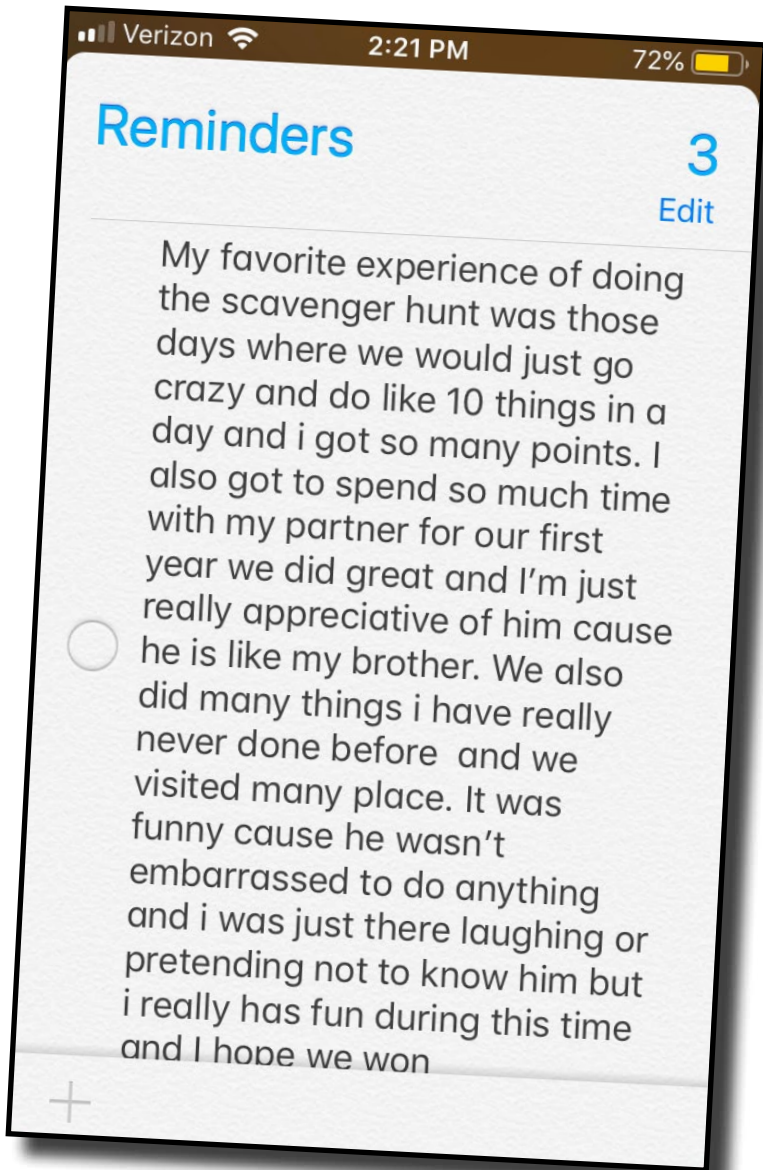 Verizon 2:21 PM 72%
Reminders 3
Edit
My favorite experience of doing
the scavenger hunt was those
days where we would just go
crazy and do like 10 things in a
day and i got so many points. I
also got to spend so much time
with my partner for our first
year we did great and I’m just
really appreciative of him cause
he is like my brother. We also
did many things i have really
never done before  and we
visited many place. It was
funny cause he wasn’t
embarrassed to do anything
and i was just there laughing or
pretending not to know him but
i really has fun during this time
and I hope we won